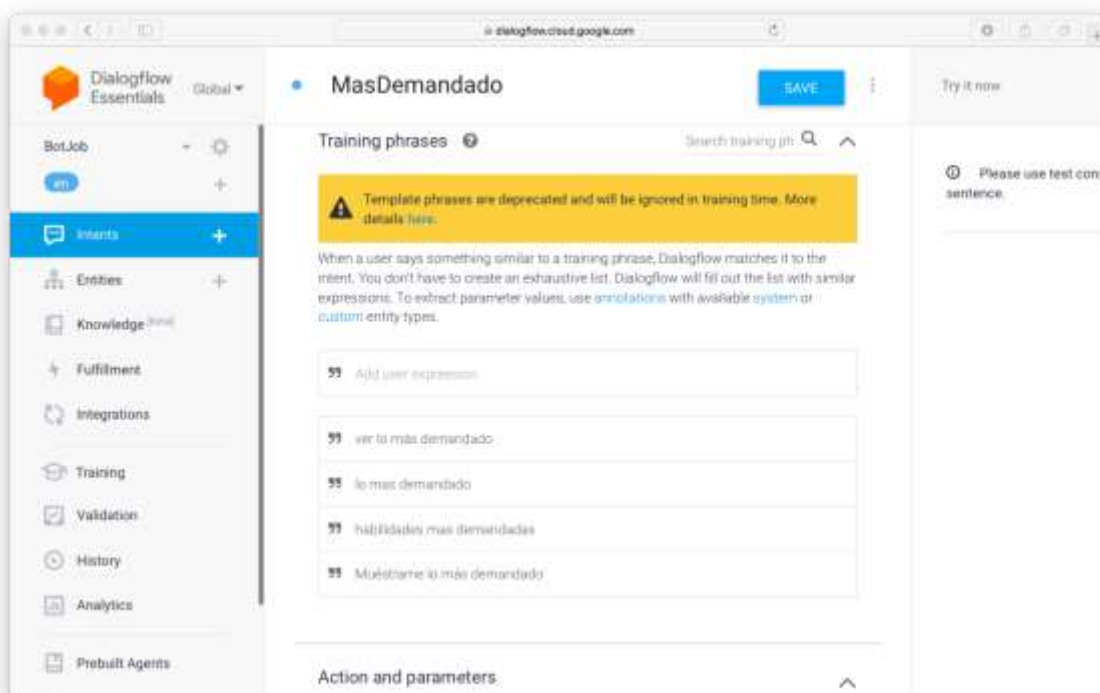 dialogflow.cloud.google.com
Dialogflow
Essentials
Global
MasDemandado
SAVE
Try it now
BotJob
en
Intents
Entities
Knowledge [beta]
Fulfillment
Integrations
Training
Validation
History
Analytics
Prebuilt Agents
Training phrases
Search training ph
Template phrases are deprecated and will be ignored in training time. More
details here.
When a user says something similar to a training phrase, Dialogflow matches it to the
intent. You don't have to create an exhaustive list. Dialogflow will fill out the list with similar
expressions. To extract parameter values, use annotations with available system or
custom entity types.
Add user expression
ver lo más demandado
lo mas demandado
habilidades mas demandadas
Muéstrame lo más demandado
Action and parameters
Please use test con
sentence.